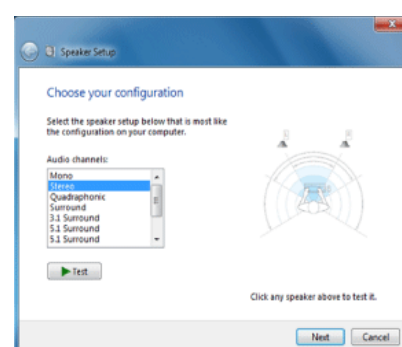 Speaker Setup
Choose your configuration
Select the speaker setup below that is most like
the configuration on your computer.
Audio channels:
Mono
Stereo
Quadraphonic
Surround
3.1 Surround
5.1 Surround
5.1 Surround
Test
Click any speaker above to test it.
Next
Cancel